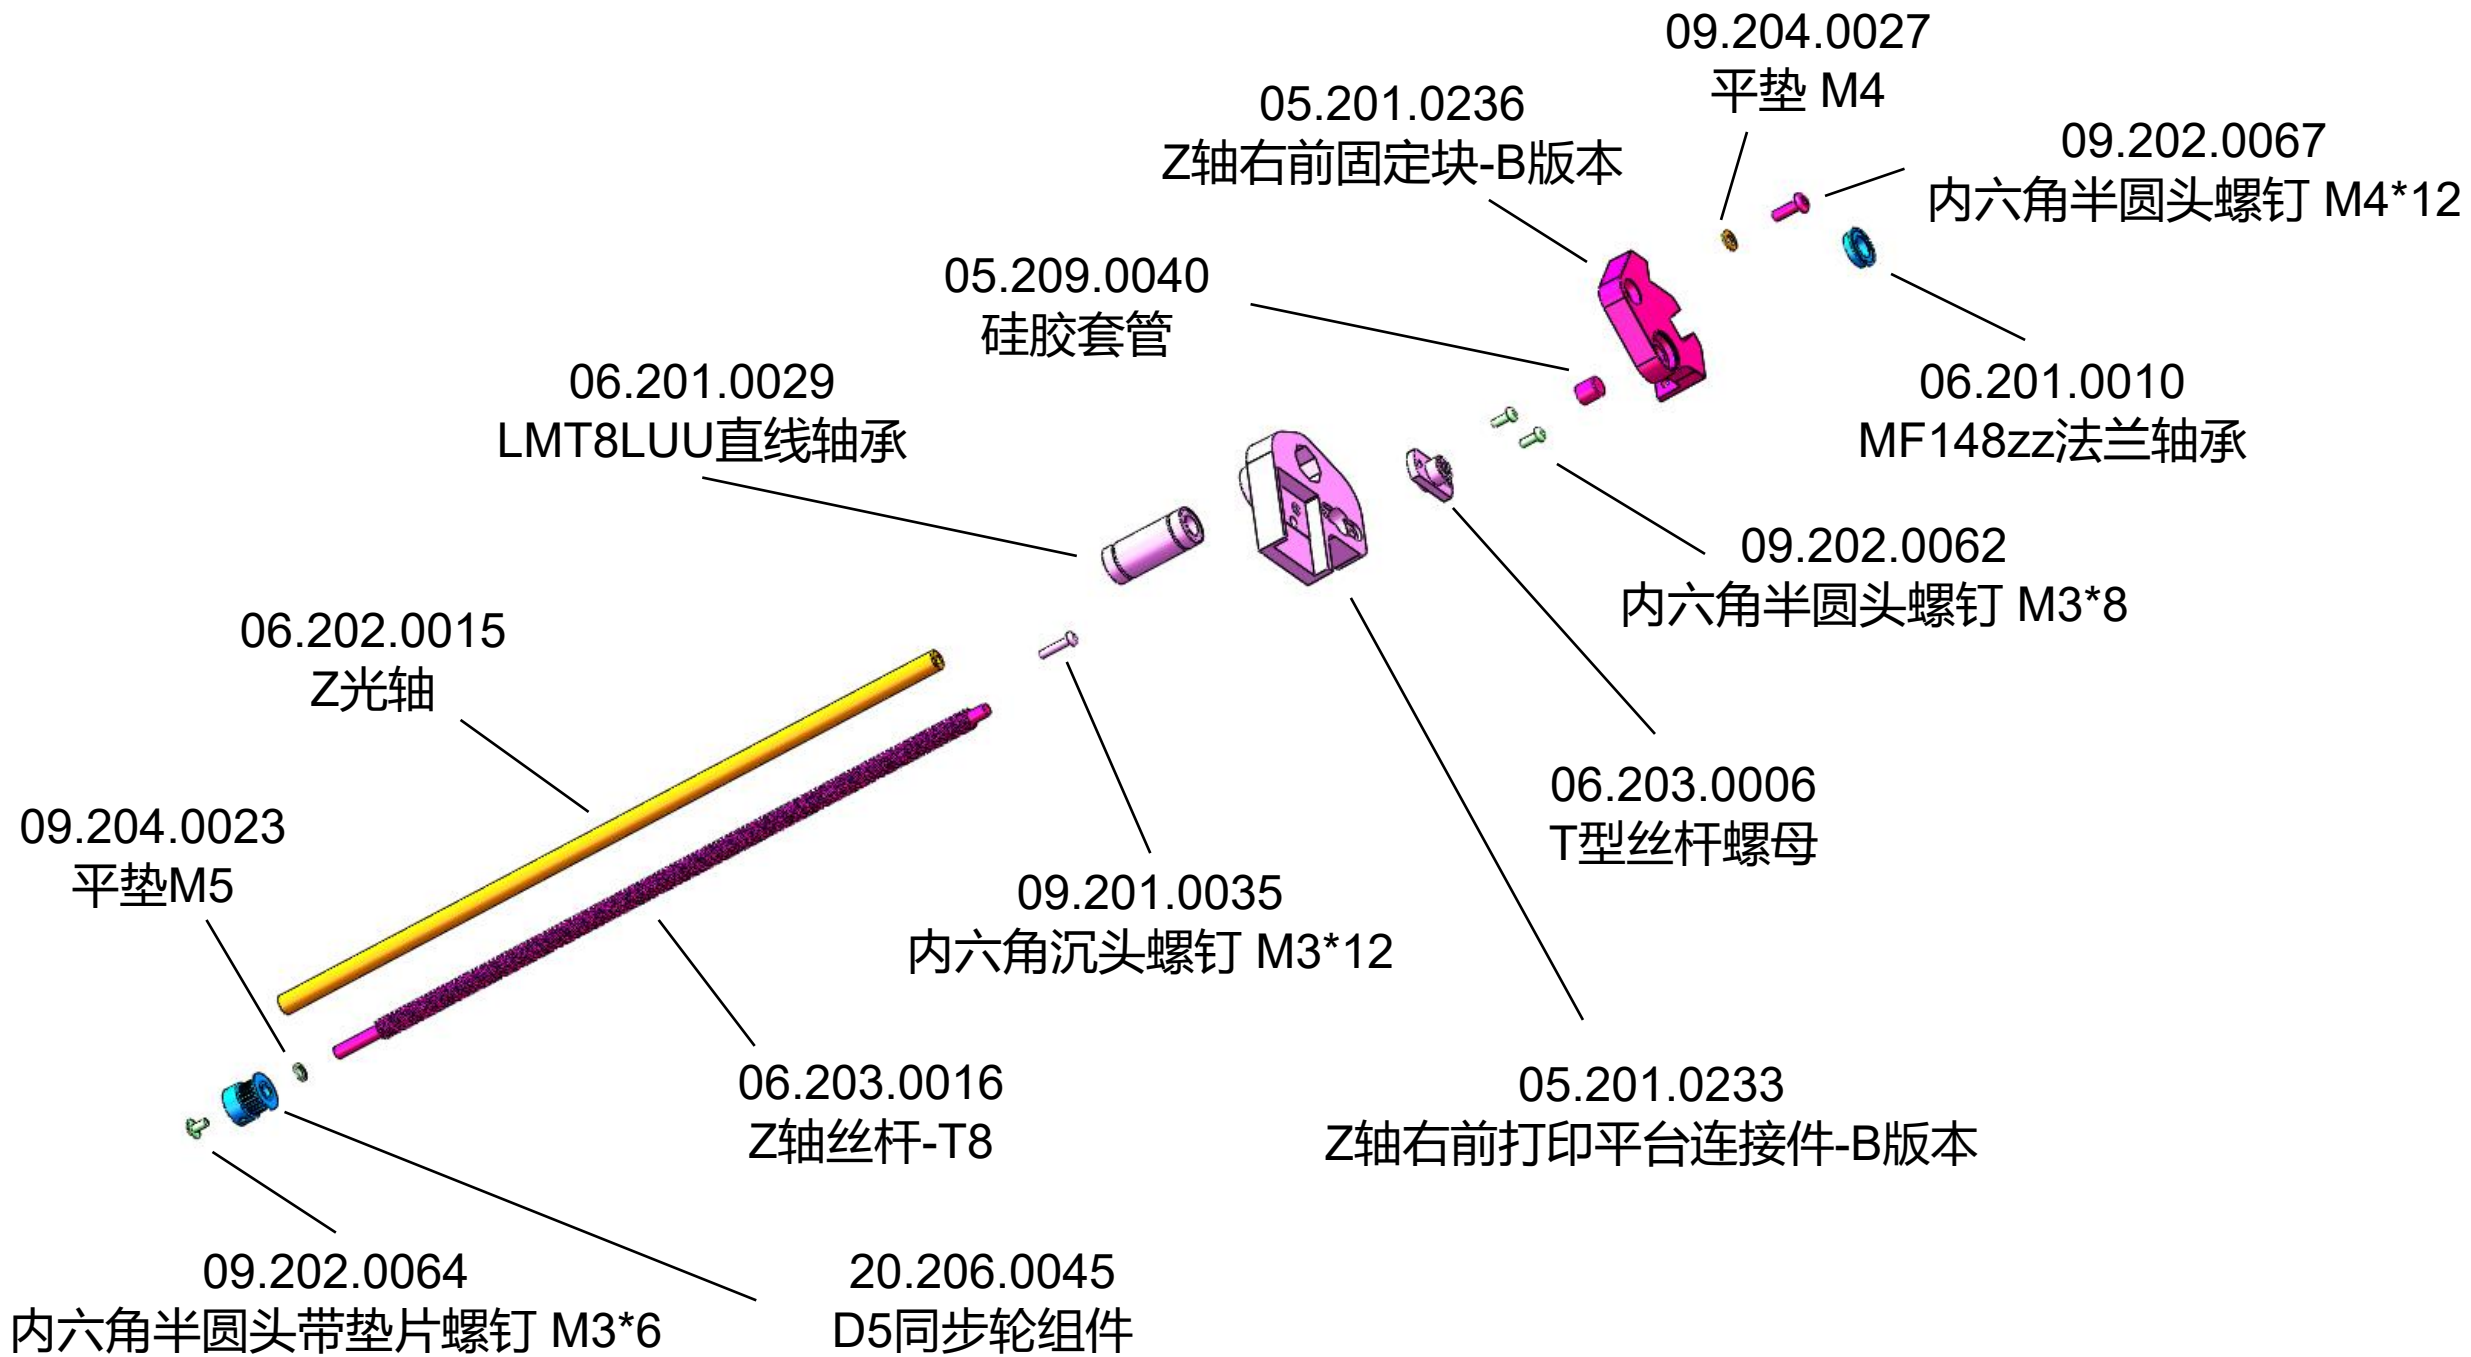 09.204.0027
平垫 M4
05.201.0236
Z轴右前固定块-B版本
09.202.0067
内六角半圆头螺钉 M4*12
05.209.0040
硅胶套管
06.201.0029
LMT8LUU直线轴承
06.201.0010
MF148zz法兰轴承
09.202.0062
内六角半圆头螺钉 M3*8
06.202.0015
Z光轴
06.203.0006
T型丝杆螺母
09.204.0023
平垫M5
09.201.0035
内六角沉头螺钉 M3*12
06.203.0016
Z轴丝杆-T8
05.201.0233
Z轴右前打印平台连接件-B版本
09.202.0064
内六角半圆头带垫片螺钉 M3*6
20.206.0045
D5同步轮组件